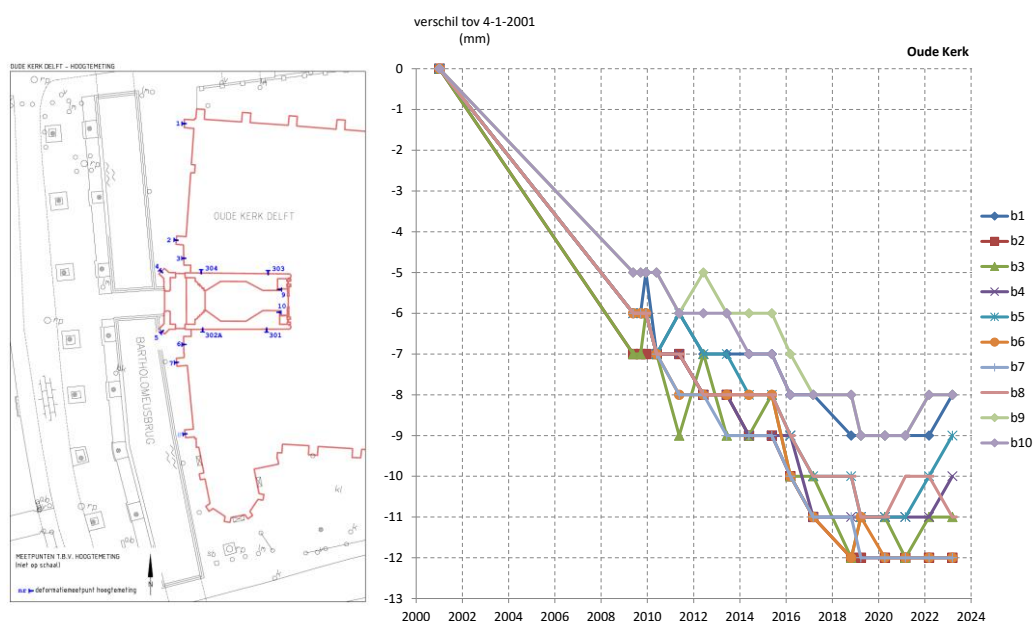 verschil tov 4-1-2001
(mm)
OUDE KERK DELFT - HOOGTEMETING
1
2
3
4
304
303
9
10
5
302A
301
6
7
OUDE KERK DELFT
BARTHOLOMEUSBRUG
MEETPUNTEN T.B.V. HOOGTEMETING
(niet op schaal)
N
deformatiemeetpunt hoogtemeting
Oude Kerk
0
-1
-2
-3
-4
-5
-6
-7
-8
-9
-10
-11
-12
-13
2000 2002 2004 2006 2008 2010 2012 2014 2016 2018 2020 2022 2024
b1
b2
b3
b4
b5
b6
b7
b8
b9
b10